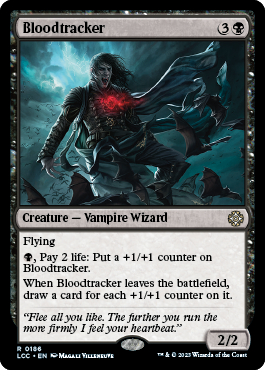 Bloodtracker 3
Creature — Vampire Wizard
Flying
, Pay 2 life: Put a +1/+1 counter on
Bloodtracker.
When Bloodtracker leaves the battlefield,
draw a card for each +1/+1 counter on it.
“Flee all you like. The further you run the
more firmly I feel your heartbeat.”
2/2
R 0186
LCC • EN Magali Villeneuve
™ & © 2023 Wizards of the Coast